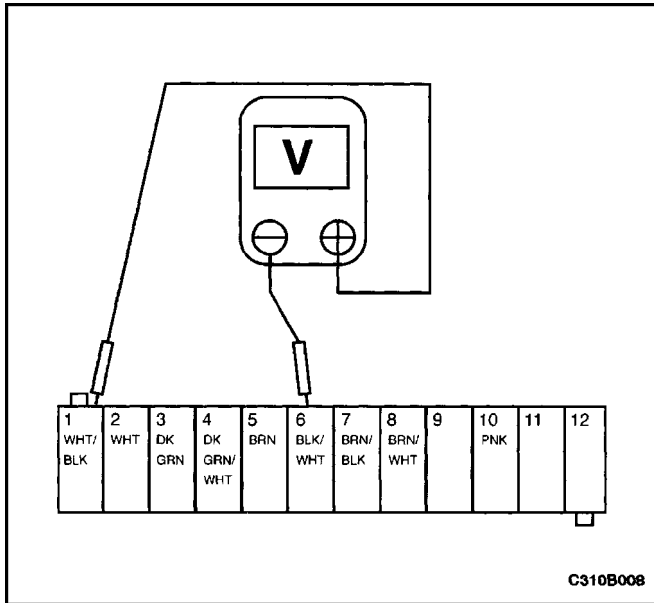 V
1 2 3 4 5 6 7 8 9 10 11 12
WHT/ WHT DK DK BRN BLK/ BRN/ BRN/ PNK
BLK GRN GRN/ WHT BLK WHT
WHT
C310B008